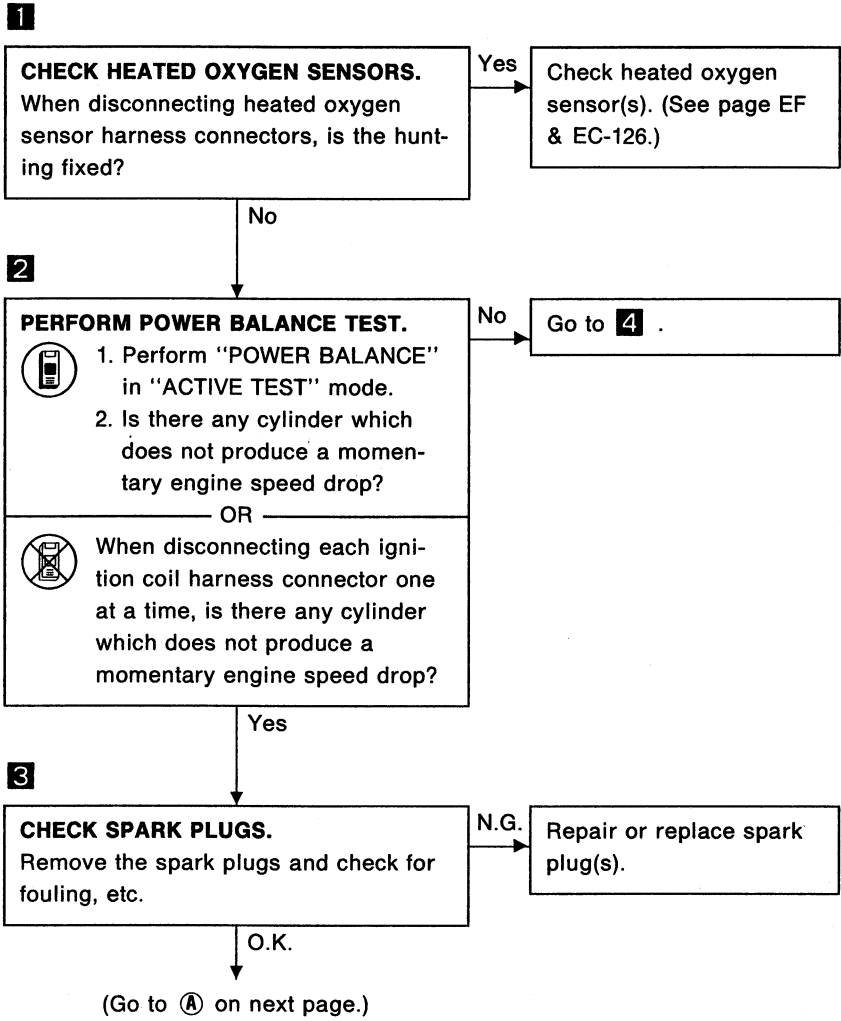 1
CHECK HEATED OXYGEN SENSORS.
When disconnecting heated oxygen
sensor harness connectors, is the hunt-
ing fixed?
Yes
Check heated oxygen
sensor(s). (See page EF
& EC-126.)
No
2
PERFORM POWER BALANCE TEST.
1. Perform ''POWER BALANCE''
in ''ACTIVE TEST'' mode.
2. Is there any cylinder which
does not produce a momen-
tary engine speed drop?
OR
When disconnecting each igni-
tion coil harness connector one
at a time, is there any cylinder
which does not produce a
momentary engine speed drop?
No
Go to 4 .
Yes
3
CHECK SPARK PLUGS.
Remove the spark plugs and check for
fouling, etc.
N.G.
Repair or replace spark
plug(s).
O.K.
(Go to Ⓐ on next page.)